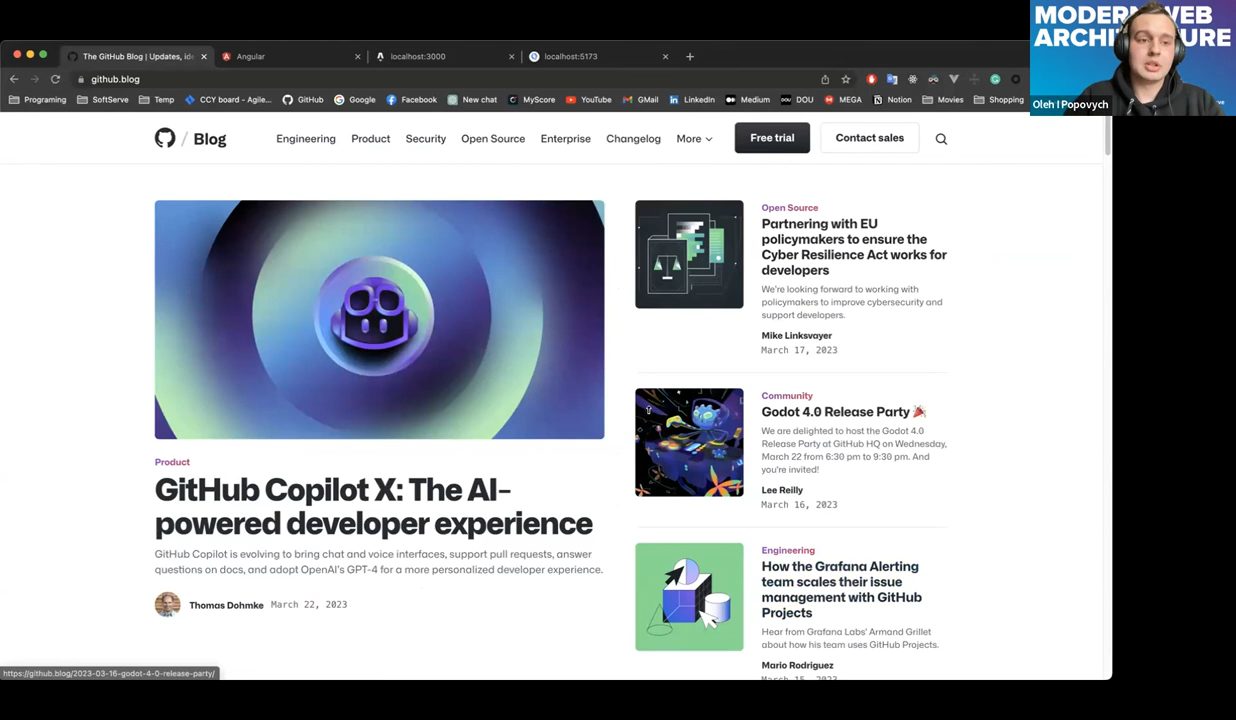 The GitHub Blog | Updates, ide
Angular
localhost:3000
localhost:5173
github.blog
Programing
SoftServe
Temp
CCY board - Agile...
GitHub
Google
Facebook
New chat
MyScore
YouTube
GMail
LinkedIn
Medium
DOU
DOU
MEGA
Notion
Movies
Shopping
MODERN WEB
ARCHITECTURE
Oleh I Popovych
/ Blog
Engineering
Product
Security
Open Source
Enterprise
Changelog
More
Free trial
Contact sales
Product
GitHub Copilot X: The AI-
powered developer experience
GitHub Copilot is evolving to bring chat and voice interfaces, support pull requests, answer
questions on docs, and adopt OpenAI's GPT-4 for a more personalized developer experience.
Thomas Dohmke March 22, 2023
Open Source
Partnering with EU
policymakers to ensure the
Cyber Resilience Act works for
developers
We're looking forward to working with
policymakers to improve cybersecurity and
support developers.
Mike Linksvayer
March 17, 2023
Community
Godot 4.0 Release Party 🎉
We are delighted to host the Godot 4.0
Release Party at GitHub HQ on Wednesday,
March 22 from 6:30 pm to 9:30 pm. And
you're invited!
Lee Reilly
March 16, 2023
Engineering
How the Grafana Alerting
team scales their issue
management with GitHub
Projects
Hear from Grafana Labs' Armand Grillet
about how his team uses GitHub Projects.
Mario Rodriguez
March 15, 2023
https://github.blog/2023-03-16-godot-4-0-release-party/